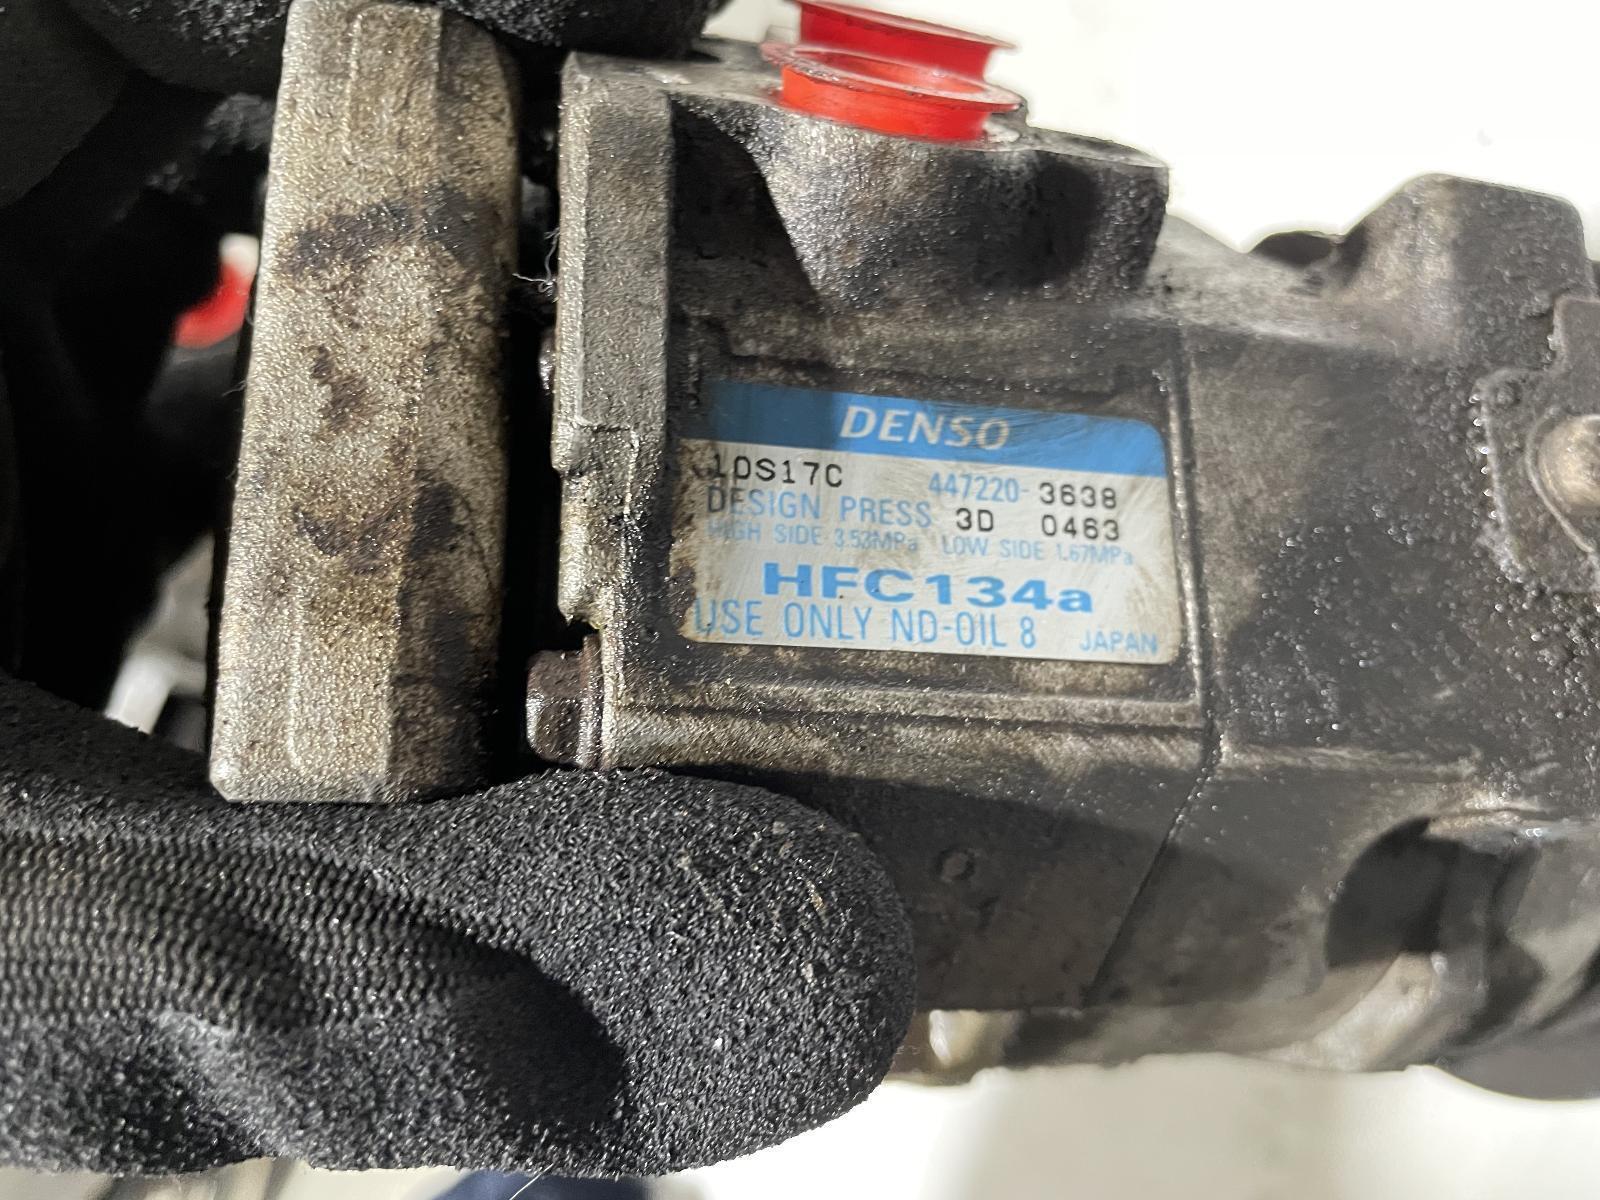 DENSO
10S17C 447220-3638
DESIGN PRESS 3D 0463
HIGH SIDE 3.53MPa LOW SIDE 1.67MPa
HFC134a
USE ONLY ND-OIL 8 JAPAN